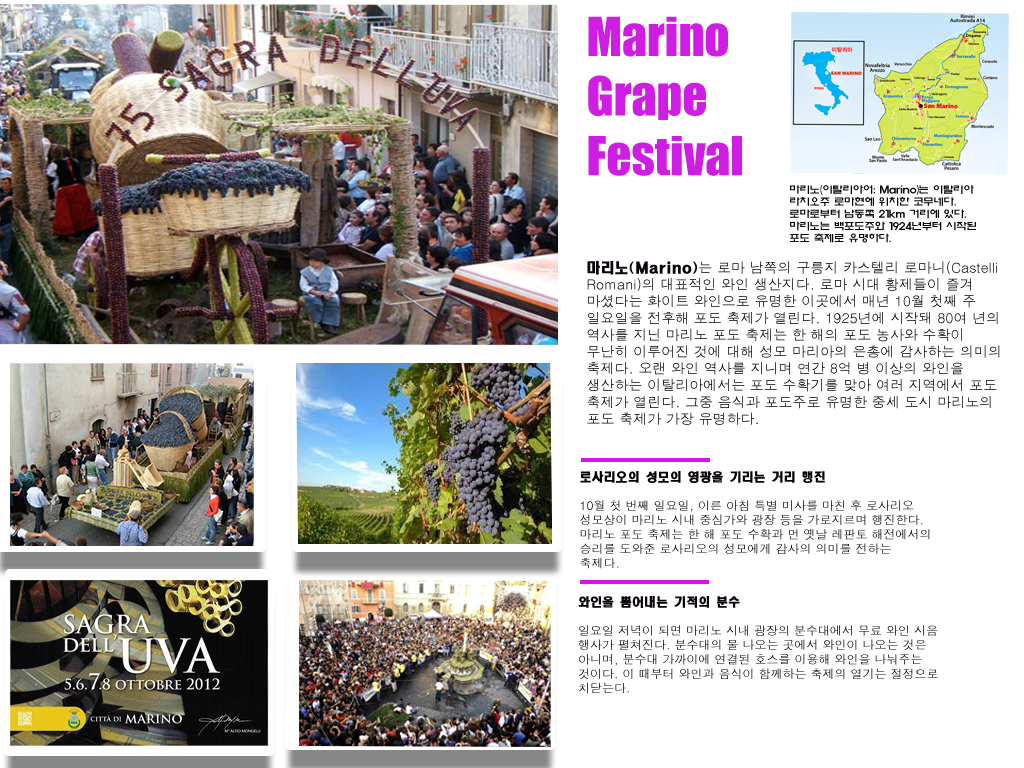 75 SAGRA DELL'UVA
Marino
Grape
Festival
이탈리아
SAN MARINO
ROMA
Rimini
Autostrada A14
Dogana
Serravalle
Novafeltria
Arezzo
Verucchio
Cerasolo
Coriano
Domagnano
Acquaviva
Borgo
Maggiore
San Marino
Faetano
Montescudo
San Leo
Chiesanuova
Montegiardino
Fiorentino
Monte
San Paolo
Valle
Sant'Anastasio
Cattolica
Pesaro
마리노(이탈리아어: Marino)는 이탈리아
라치오주 로마현에 위치한 코무네다.
로마로부터 남동쪽 21km 거리에 있다.
마리노는 백포도주와 1924년부터 시작된
포도 축제로 유명하다.
마리노(Marino)는 로마 남쪽의 구릉지 카스텔리 로마니(Castelli
Romani)의 대표적인 와인 생산지다. 로마 시대 황제들이 즐겨
마셨다는 화이트 와인으로 유명한 이곳에서 매년 10월 첫째 주
일요일을 전후해 포도 축제가 열린다. 1925년에 시작돼 80여 년의
역사를 지닌 마리노 포도 축제는 한 해의 포도 농사와 수확이
무난히 이루어진 것에 대해 성모 마리아의 은총에 감사하는 의미의
축제다. 오랜 와인 역사를 지니며 연간 8억 병 이상의 와인을
생산하는 이탈리아에서는 포도 수확기를 맞아 여러 지역에서 포도
축제가 열린다. 그중 음식과 포도주로 유명한 중세 도시 마리노의
포도 축제가 가장 유명하다.
로사리오의 성모의 영광을 기리는 거리 행진
10월 첫 번째 일요일, 이른 아침 특별 미사를 마친 후 로사리오
성모상이 마리노 시내 중심가와 광장 등을 가로지르며 행진한다.
마리노 포도 축제는 한 해 포도 수확과 먼 옛날 레판토 해전에서의
승리를 도와준 로사리오의 성모에게 감사의 의미를 전하는
축제다.
와인을 뿜어내는 기적의 분수
일요일 저녁이 되면 마리노 시내 광장의 분수대에서 무료 와인 시음
행사가 펼쳐진다. 분수대의 물 나오는 곳에서 와인이 나오는 것은
아니며, 분수대 가까이에 연결된 호스를 이용해 와인을 나눠주는
것이다. 이 때부터 와인과 음식이 함께하는 축제의 열기는 절정으로
치닫는다.
SAGRA
DELL'UVA
5.6.7.8 OTTOBRE 2012
CITTÀ DI MARINO
M° ALFIO MONGELLI